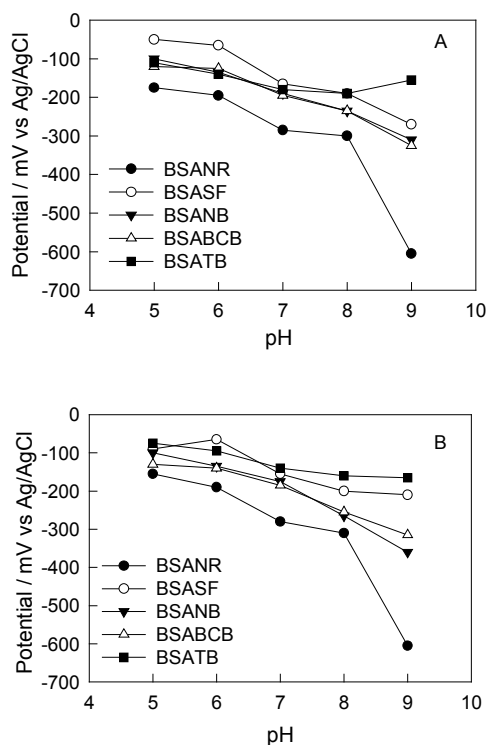 A
0
-100
-200
-300
-400
-500
-600
-700
Potential / mV vs Ag/AgCl
BSANR
BSASF
BSANB
BSABCB
BSATB
4 5 6 7 8 9 10
pH
B
0
-100
-200
-300
-400
-500
-600
-700
Potential / mV vs Ag/AgCl
BSANR
BSASF
BSANB
BSABCB
BSATB
4 5 6 7 8 9 10
pH